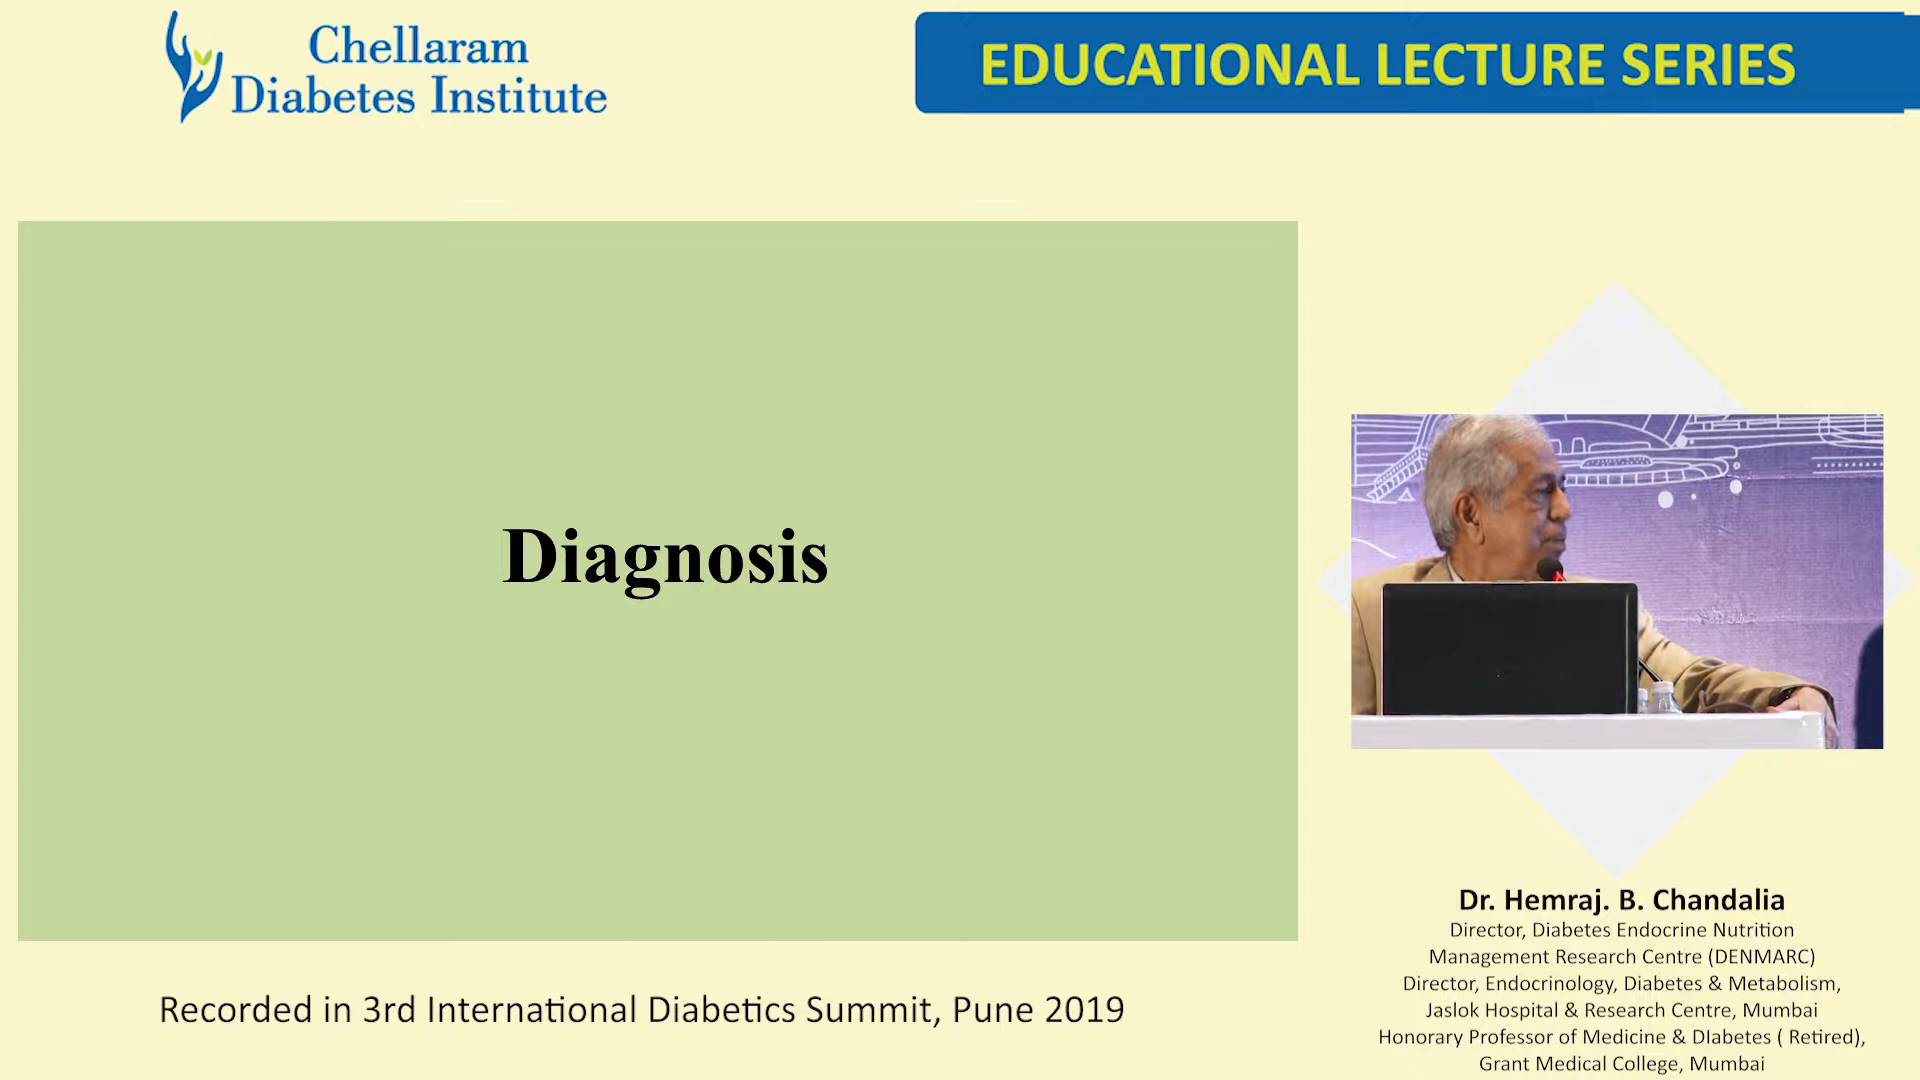 Chellaram
Diabetes Institute
EDUCATIONAL LECTURE SERIES
Diagnosis
Dr. Hemraj. B. Chandalia
Director, Diabetes Endocrine Nutrition
Management Research Centre (DENMARC)
Director, Endocrinology, Diabetes & Metabolism,
Jaslok Hospital & Research Centre, Mumbai
Honorary Professor of Medicine & DIabetes ( Retired),
Grant Medical College, Mumbai
Recorded in 3rd International Diabetics Summit, Pune 2019